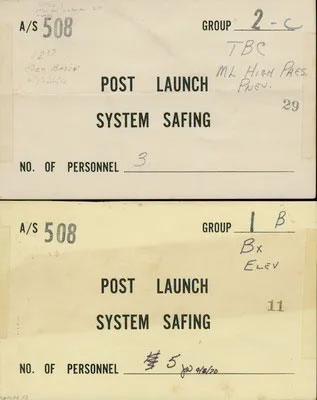 A/S 508
GROUP 2-C
TBC
ML HIGH PRES.
PNEU.
POST LAUNCH
29
SYSTEM SAFING
NO. OF PERSONNEL 3
A/S 508
GROUP 1 B
Bx
ELEV
POST LAUNCH
11
SYSTEM SAFING
NO. OF PERSONNEL 5